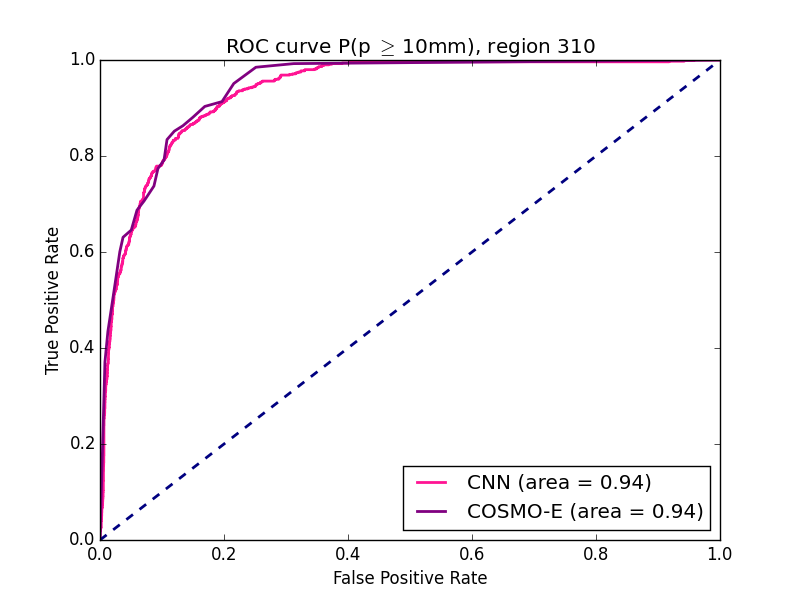 ROC curve P(p ≥ 10mm), region 310
1.0
0.8
0.6
0.4
0.2
0.0
True Positive Rate
CNN (area = 0.94)
COSMO-E (area = 0.94)
0.0 0.2 0.4 0.6 0.8 1.0
False Positive Rate